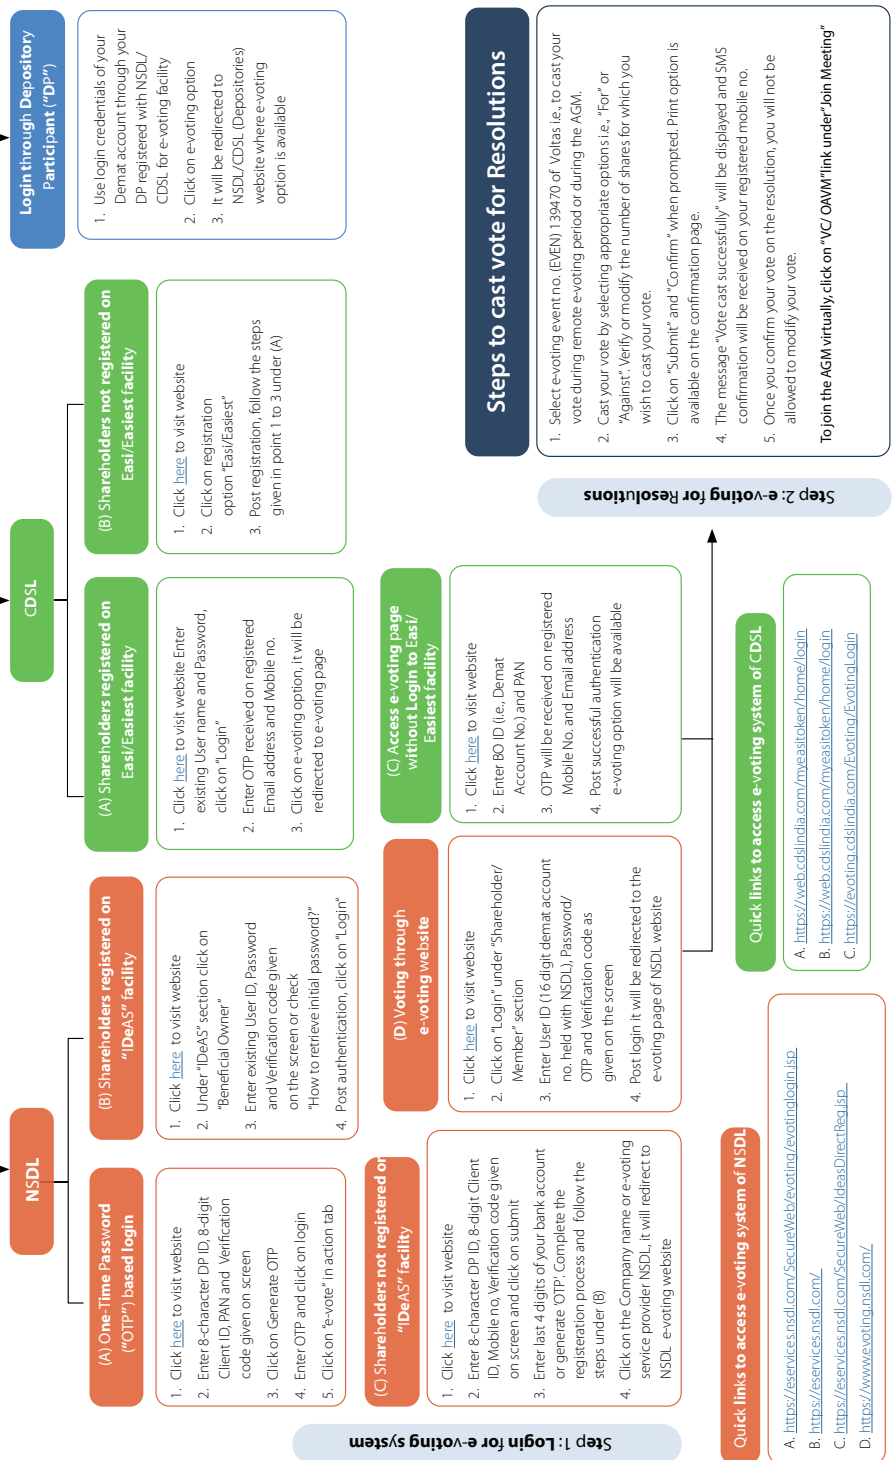 Step 1: Login for e-voting system
NSDL
(A) One-Time Password
("OTP") based login
1. Click here to visit website
2. Enter 8-character DP ID, 8-digit
Client ID, PAN and Verification
code given on screen
3. Click on Generate OTP
4. Enter OTP and click on login
5. Click on "e-vote" in action tab
(B) Shareholders registered on
"IDeAS" facility
1. Click here to visit website
2. Under "IDeAS" section click on
"Beneficial Owner"
3. Enter existing User ID, Password
and Verification code given
on the screen or check
"How to retrieve initial password?"
4. Post authentication, click on "Login"
(C) Shareholders not registered on
"IDeAS" facility
1. Click here to visit website
2. Enter 8-character DP ID, 8-digit Client
ID, Mobile no, Verification code given
on screen and click on submit
3. Enter last 4 digits of your bank account
or generate 'OTP'. Complete the
registeration process and follow the
steps under (B)
4. Click on the Company name or e-voting
service provider NSDL, it will redirect to
NSDL e-voting website
(D) Voting through
e-voting website
1. Click here to visit website
2. Click on "Login" under "Shareholder/
Member" section
3. Enter User ID (16 digit demat account
no. held with NSDL), Password/
OTP and Verification code as
given on the screen
4. Post login it will be redirected to the
e-voting page of NSDL website
CDSL
(A) Shareholders registered on
Easi/Easiest facility
1. Click here to visit website Enter
existing User name and Password,
click on "Login"
2. Enter OTP received on registered
Email address and Mobile no.
3. Click on e-voting option, it will be
redirected to e-voting page
(B) Shareholders not registered on
Easi/Easiest facility
1. Click here to visit website
2. Click on registration
option "Easi/Easiest"
3. Post registration, follow the steps
given in point 1 to 3 under (A)
(C) Access e-voting page
without Login to Easi/
Easiest facility
1. Click here to visit website
2. Enter BO ID (i.e., Demat
Account No.) and PAN
3. OTP will be received on registered
Mobile No. and Email address
4. Post successful authentication
e-voting option will be available
Login through Depository
Participant ("DP")
1. Use login credentials of your
Demat account through your
DP registered with NSDL/
CDSL for e-voting facility
2. Click on e-voting option
3. It will be redirected to
NSDL/CDSL (Depositories)
website where e-voting
option is available
Quick links to access e-voting system of NSDL
A. https://eservices.nsdl.com/SecureWeb/evoting/evotinglogin.jsp
B. https://eservices.nsdl.com/
C. https://eservices.nsdl.com/SecureWeb/IdeasDirectReg.jsp
D. https://www.evoting.nsdl.com/
Quick links to access e-voting system of CDSL
A. https://web.cdslindia.com/myeasitoken/home/login
B. https://web.cdslindia.com/myeasitoken/home/login
C. https://evoting.cdslindia.com/Evoting/EvotingLogin
Step 2: e-voting for Resolutions
Steps to cast vote for Resolutions
1. Select e-voting event no. (EVEN) 139470 of Voltas i.e., to cast your
vote during remote e-voting period or during the AGM.
2. Cast your vote by selecting appropriate options i.e., "For" or
"Against". Verify or modify the number of shares for which you
wish to cast your vote.
3. Click on "Submit" and "Confirm" when prompted. Print option is
available on the confirmation page.
4. The message "Vote cast successfully" will be displayed and SMS
confirmation will be received on your registered mobile no.
5. Once you confirm your vote on the resolution, you will not be
allowed to modify your vote.
To join the AGM virtually, click on "VC/ OAVM" link under "Join Meeting"